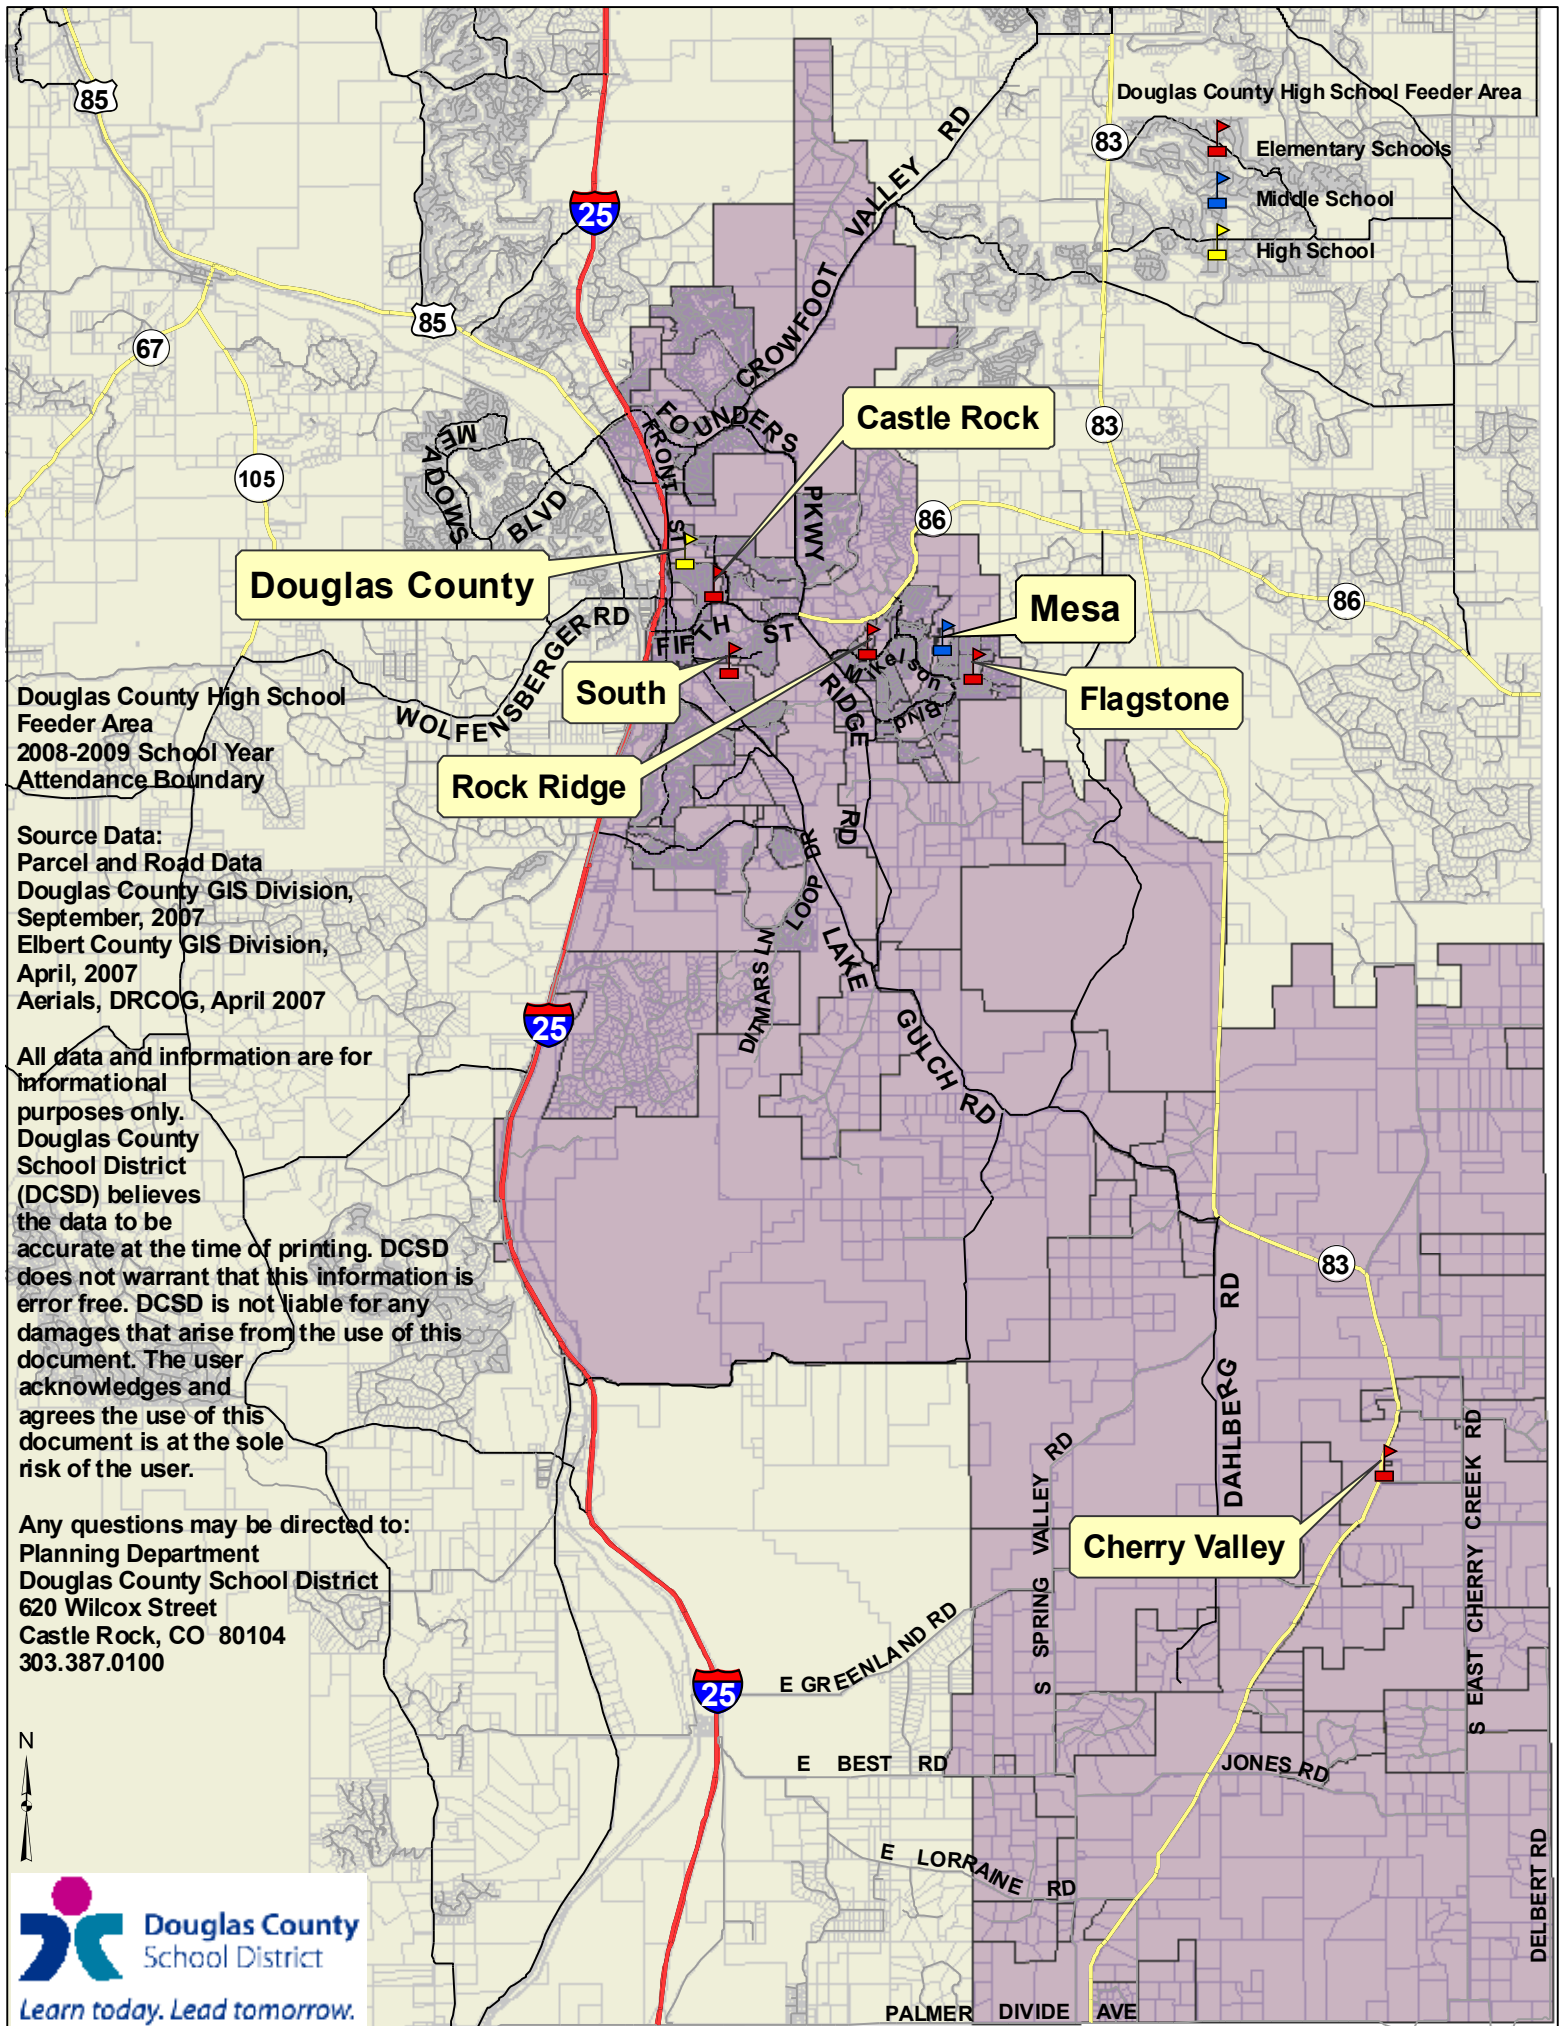 85
25
83
Douglas County High School Feeder Area
Elementary Schools
Middle School
High School
CROWFOOT VALLEY RD
85
67
FOUNDERS PKWY
FRONT ST
Castle Rock
83
MEADOWS BLVD
105
86
Douglas County
86
Mesa
WOLFENSBERGER RD
FIFTH ST
South
Mikelson Blvd
RIDGE RD
Flagstone
Rock Ridge
Douglas County High School
Feeder Area
2008-2009 School Year
Attendance Boundary
Source Data:
Parcel and Road Data
Douglas County GIS Division,
September, 2007
Elbert County GIS Division,
April, 2007
Aerials, DRCOG, April 2007
LOOP DR
DITMARS LN
LAKE GULCH RD
25
All data and information are for
informational
purposes only.
Douglas County
School District
(DCSD) believes
the data to be
accurate at the time of printing. DCSD
does not warrant that this information is
error free. DCSD is not liable for any
damages that arise from the use of this
document. The user
acknowledges and
agrees the use of this
document is at the sole
risk of the user.
83
DAHLBERG RD
S SPRING VALLEY RD
S EAST CHERRY CREEK RD
Cherry Valley
Any questions may be directed to:
Planning Department
Douglas County School District
620 Wilcox Street
Castle Rock, CO 80104
303.387.0100
E GREENLAND RD
25
N
E BEST RD
JONES RD
E LORRAINE RD
DELBERT RD
Douglas County
School District
Learn today. Lead tomorrow.
PALMER DIVIDE AVE